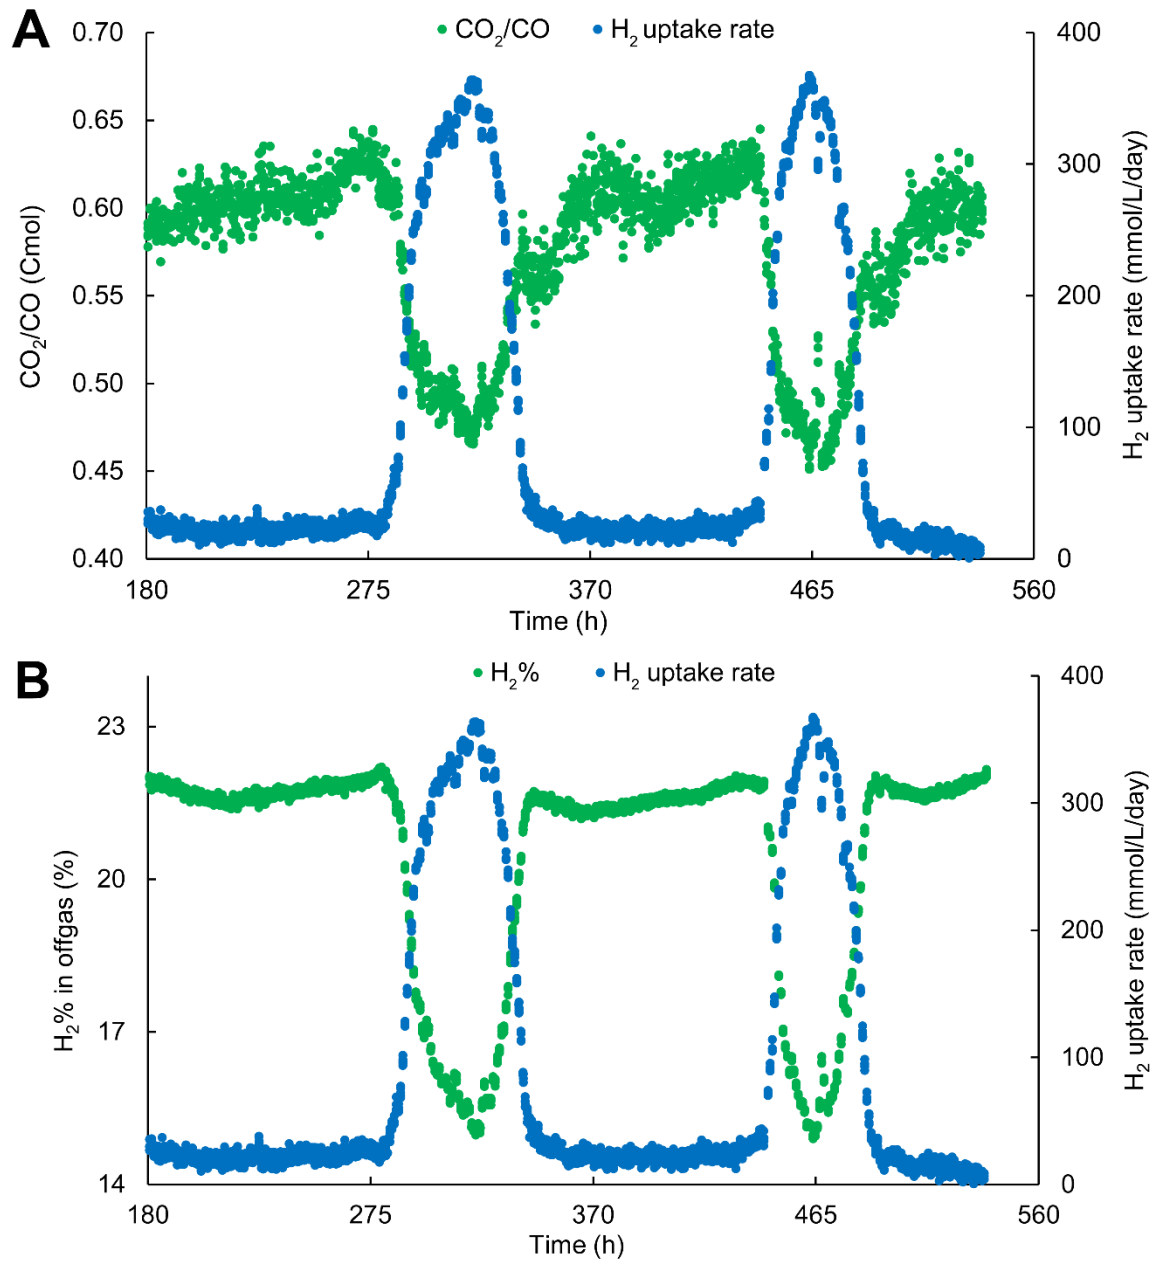 A
CO₂/CO H₂ uptake rate
0.70
0.65
0.60
0.55
0.50
0.45
0.40
CO₂/CO (Cmol)
400
300
200
100
0
H₂ uptake rate (mmol/L/day)
180 275 370 465 560
Time (h)
B
H₂% H₂ uptake rate
23
20
17
14
H₂% in offgas (%)
400
300
200
100
0
H₂ uptake rate (mmol/L/day)
180 275 370 465 560
Time (h)